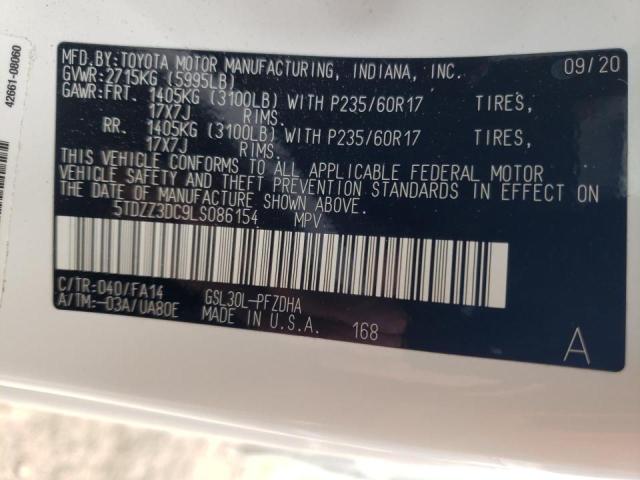 42661-08060
MFD.BY:TOYOTA MOTOR MANUFACTURING, INDIANA, INC. 09/20
GVWR:2715KG (5995LB)
GAWR:FRT. 1405KG (3100LB) WITH P235/60R17 TIRES,
17X7J RIMS.
RR. 1405KG (3100LB) WITH P235/60R17 TIRES,
17X7J RIMS.
THIS VEHICLE CONFORMS TO ALL APPLICABLE FEDERAL MOTOR
VEHICLE SAFETY AND THEFT PREVENTION STANDARDS IN EFFECT ON
THE DATE OF MANUFACTURE SHOWN ABOVE.
5TDZZ3DC9LS086154 MPV
C/TR:040/FA14 GSL30L-PFZDHA
A/TM:-03A/UA80E MADE IN U.S.A. 168
A